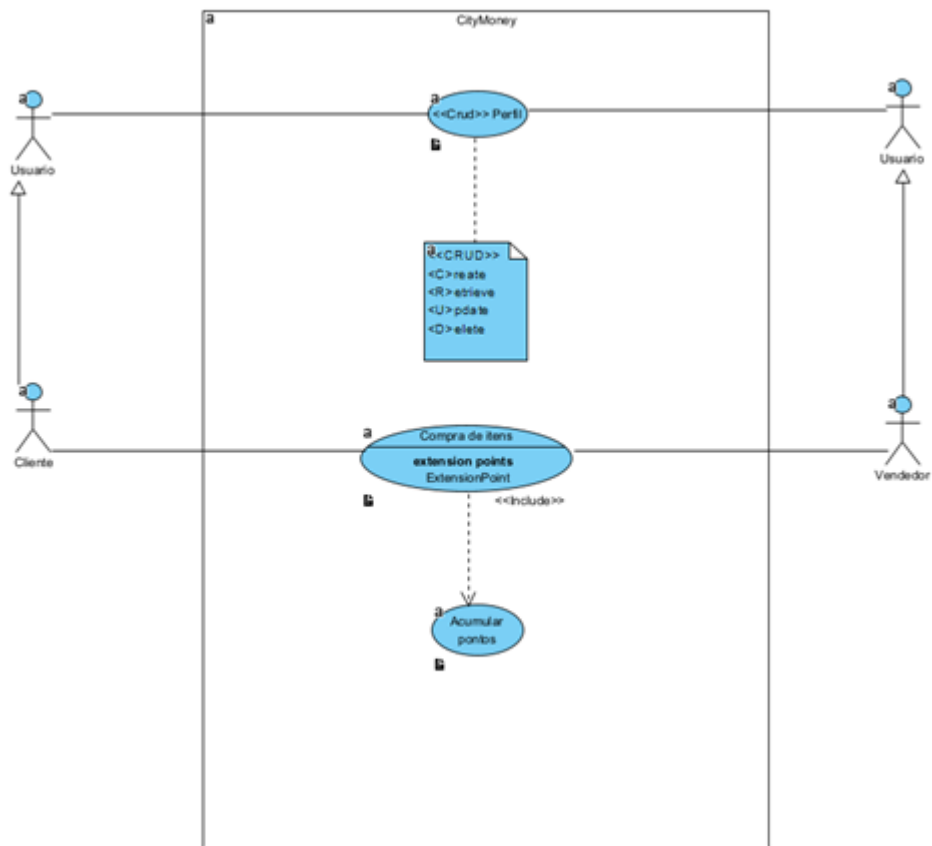 a
CityMoney
a
a
a
<<Crud>> Perfil
Usuario
Usuario
a
<<CRUD>>
<C>reate
<R>etrieve
<U>pdate
<D>elete
a
a
a
Compra de itens
extension points
ExtensionPoint
Cliente
Vendedor
<<Include>>
a
Acumular
pontos